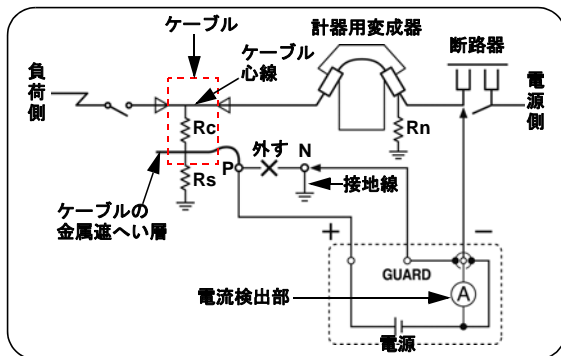 ケーブル
計器用変成器
断路器
ケーブル
心線
負荷側
電源側
Rc
Rn
外す
P
N
Rs
接地線
ケーブルの
金属遮へい層
+
−
GUARD
電流検出部
A
電源